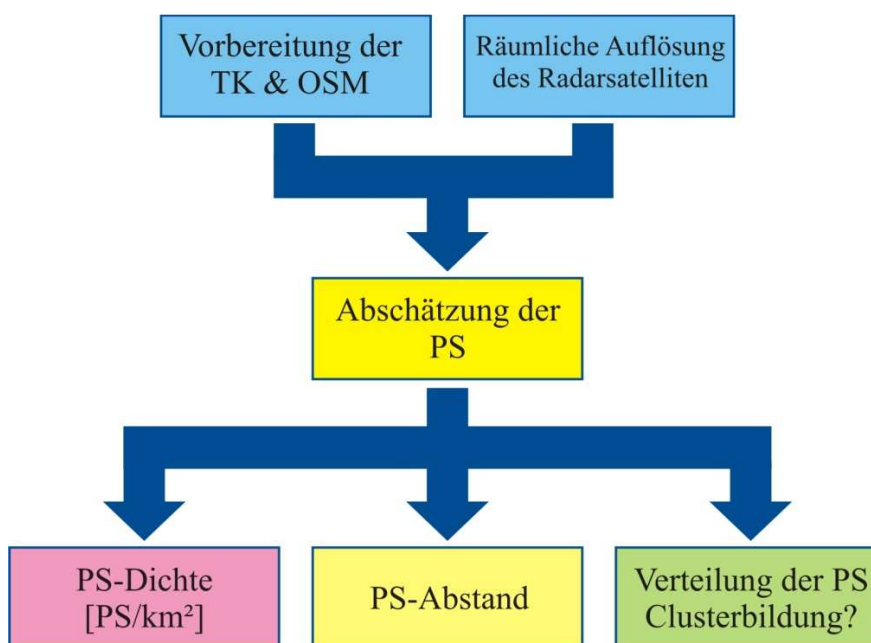 Vorbereitung der
TK & OSM
Räumliche Auflösung
des Radarsatelliten
Abschätzung der
PS
PS-Dichte
[PS/km²]
PS-Abstand
Verteilung der PS
Clusterbildung?